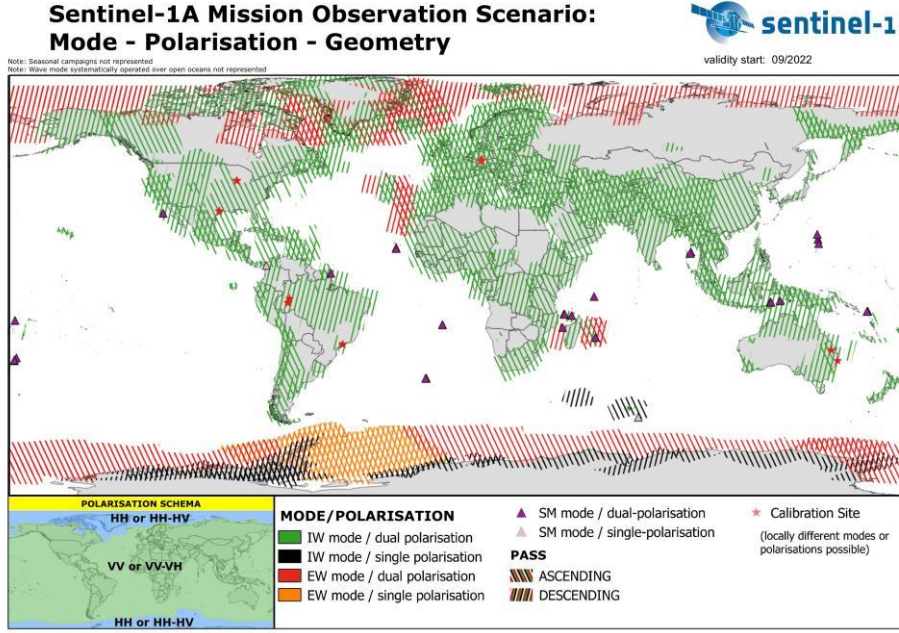 Sentinel-1A Mission Observation Scenario:
Mode - Polarisation - Geometry
sentinel-1
Note: Seasonal campaigns not represented
Note: Wave mode systematically operated over open oceans not represented
validity start: 09/2022
POLARISATION SCHEMA
HH or HH-HV
VV or VV-VH
HH or HH-HV
MODE/POLARISATION
IW mode / dual polarisation
IW mode / single polarisation
EW mode / dual polarisation
EW mode / single polarisation
SM mode / dual-polarisation
SM mode / single-polarisation
PASS
ASCENDING
DESCENDING
Calibration Site
(locally different modes or
polarisations possible)